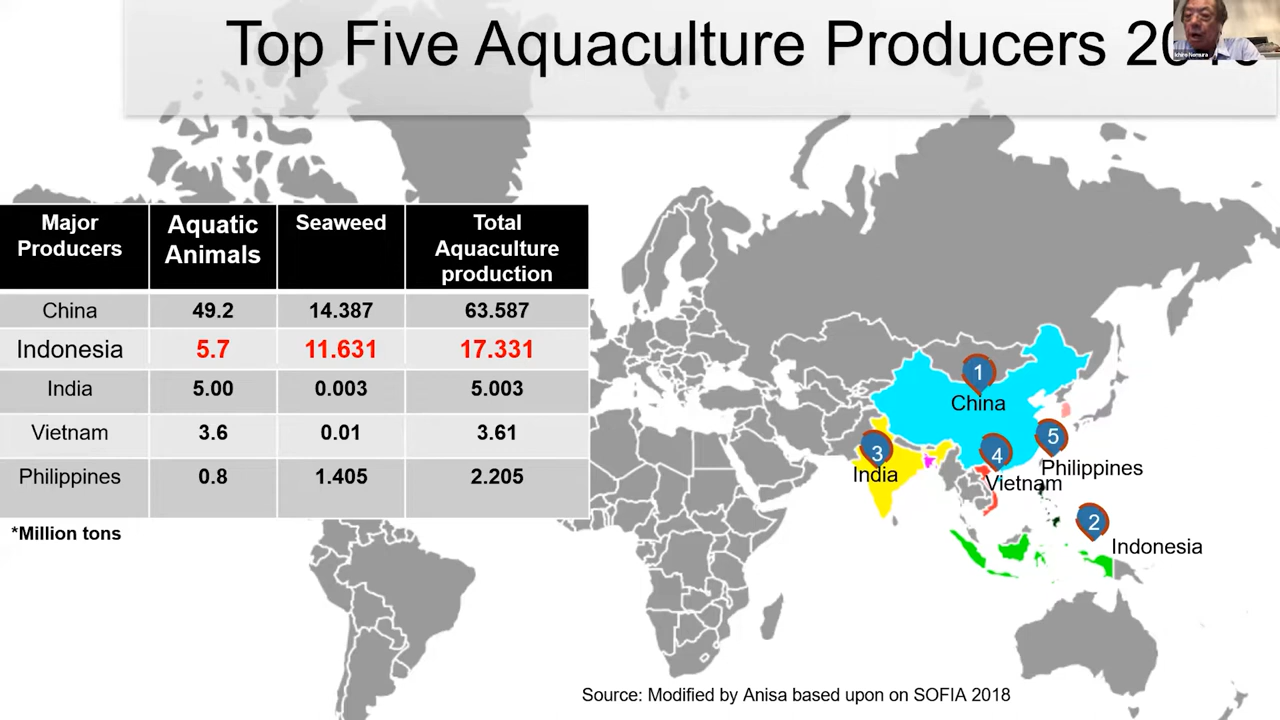 Top Five Aquaculture Producers
Ichiro Nomura
Major Producers | Aquatic Animals | Seaweed | Total Aquaculture production
China | 49.2 | 14.387 | 63.587
Indonesia | 5.7 | 11.631 | 17.331
India | 5.00 | 0.003 | 5.003
Vietnam | 3.6 | 0.01 | 3.61
Philippines | 0.8 | 1.405 | 2.205
*Million tons
1
China
5
Philippines
3
India
4
Vietnam
2
Indonesia
Source: Modified by Anisa based upon on SOFIA 2018